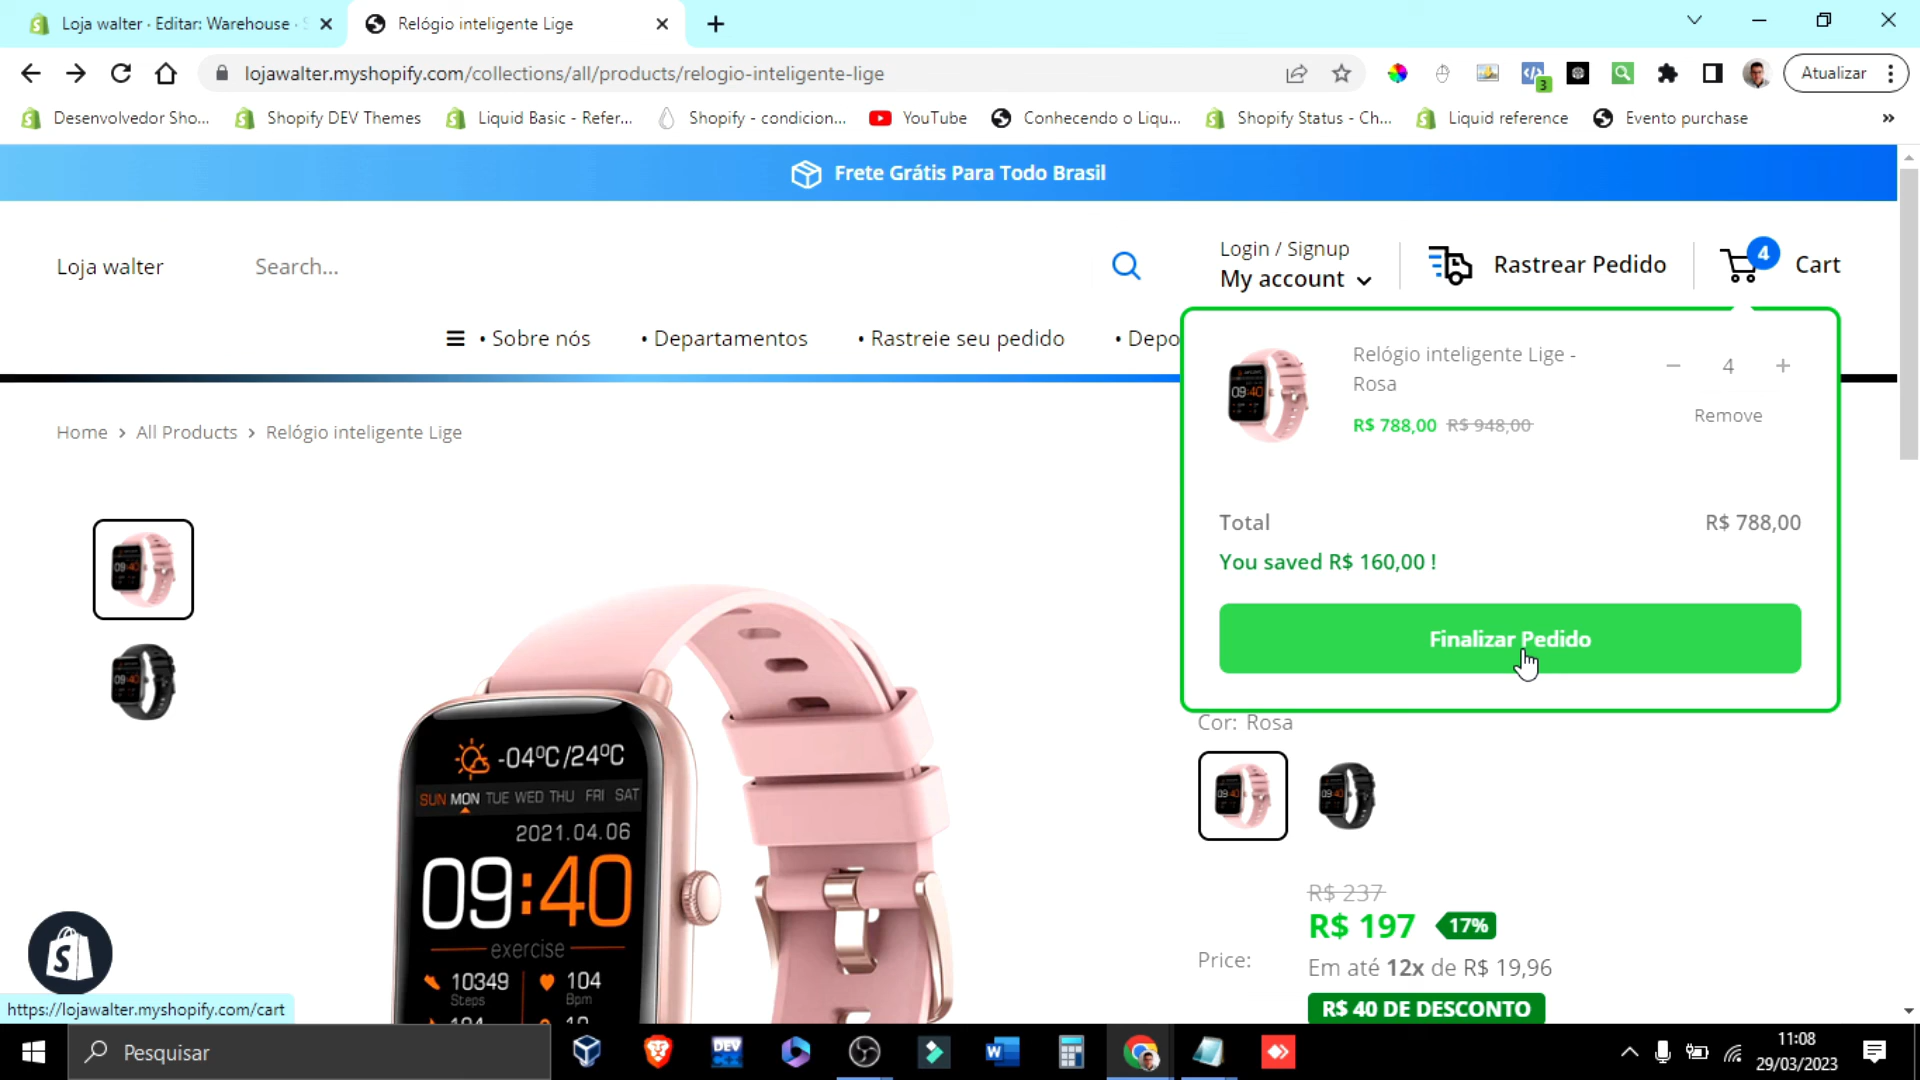 Loja walter · Editar: Warehouse ·
Relógio inteligente Lige
lojawalter.myshopify.com/collections/all/products/relogio-inteligente-lige
3
Atualizar
Desenvolvedor Sho...
Shopify DEV Themes
Liquid Basic - Refer...
Shopify - condicion...
YouTube
Conhecendo o Liqu...
Shopify Status - Ch...
Liquid reference
Evento purchase
»
Frete Grátis Para Todo Brasil
Loja walter
Search...
Login / Signup
My account
Rastrear Pedido
4
Cart
• Sobre nós
• Departamentos
• Rastreie seu pedido
• Depo
Relógio inteligente Lige -
Rosa
R$ 788,00 R$ 948,00
− 4 +
Remove
Total
R$ 788,00
You saved R$ 160,00 !
Finalizar Pedido
Home > All Products > Relógio inteligente Lige
-04ºC/24ºC
SUN MON TUE WED THU FRI SAT
2021.04.06
09:40
exercise
10349
Steps
104
Bpm
Cor: Rosa
R$ 237
R$ 197
17%
Price:
Em até 12x de R$ 19,96
R$ 40 DE DESCONTO
https://lojawalter.myshopify.com/cart
Pesquisar
DEV
C++
W
11:08
29/03/2023